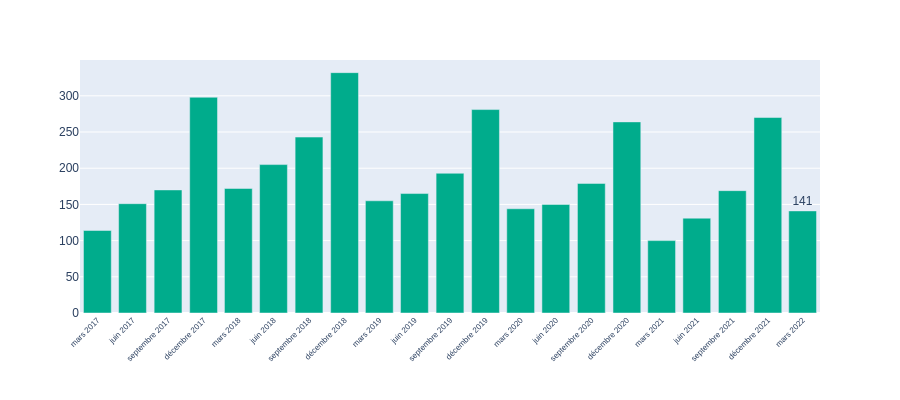 300
250
200
150
100
50
0
141
mars 2017
juin 2017
septembre 2017
décembre 2017
mars 2018
juin 2018
septembre 2018
décembre 2018
mars 2019
juin 2019
septembre 2019
décembre 2019
mars 2020
juin 2020
septembre 2020
décembre 2020
mars 2021
juin 2021
septembre 2021
décembre 2021
mars 2022